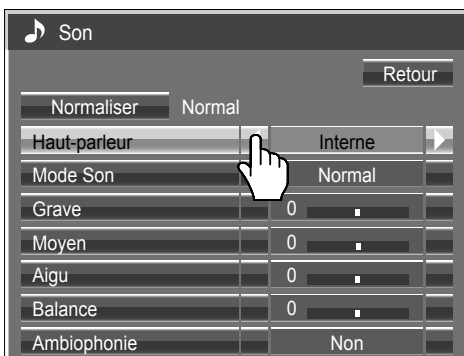 Son
Retour
Normaliser Normal
Haut-parleur Interne
Mode Son Normal
Grave 0
Moyen 0
Aigu 0
Balance 0
Ambiophonie Non